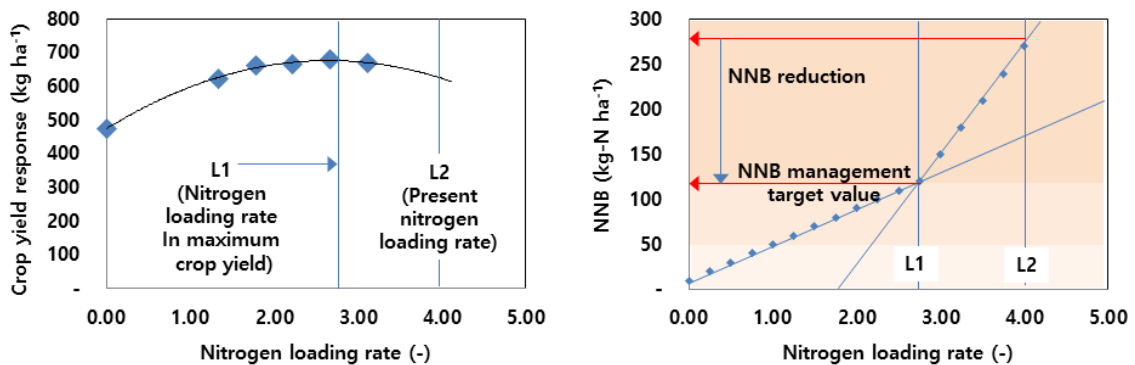 Crop yield response (kg ha⁻¹)
800
700
600
500
400
300
200
100
-
0.00 1.00 2.00 3.00 4.00 5.00
Nitrogen loading rate (-)
L1
(Nitrogen
loading rate
In maximum
crop yield)
L2
(Present
nitrogen
loading rate)
NNB (kg-N ha⁻¹)
300
250
200
150
100
50
-
0.00 1.00 2.00 3.00 4.00 5.00
Nitrogen loading rate (-)
NNB reduction
NNB management
target value
L1
L2